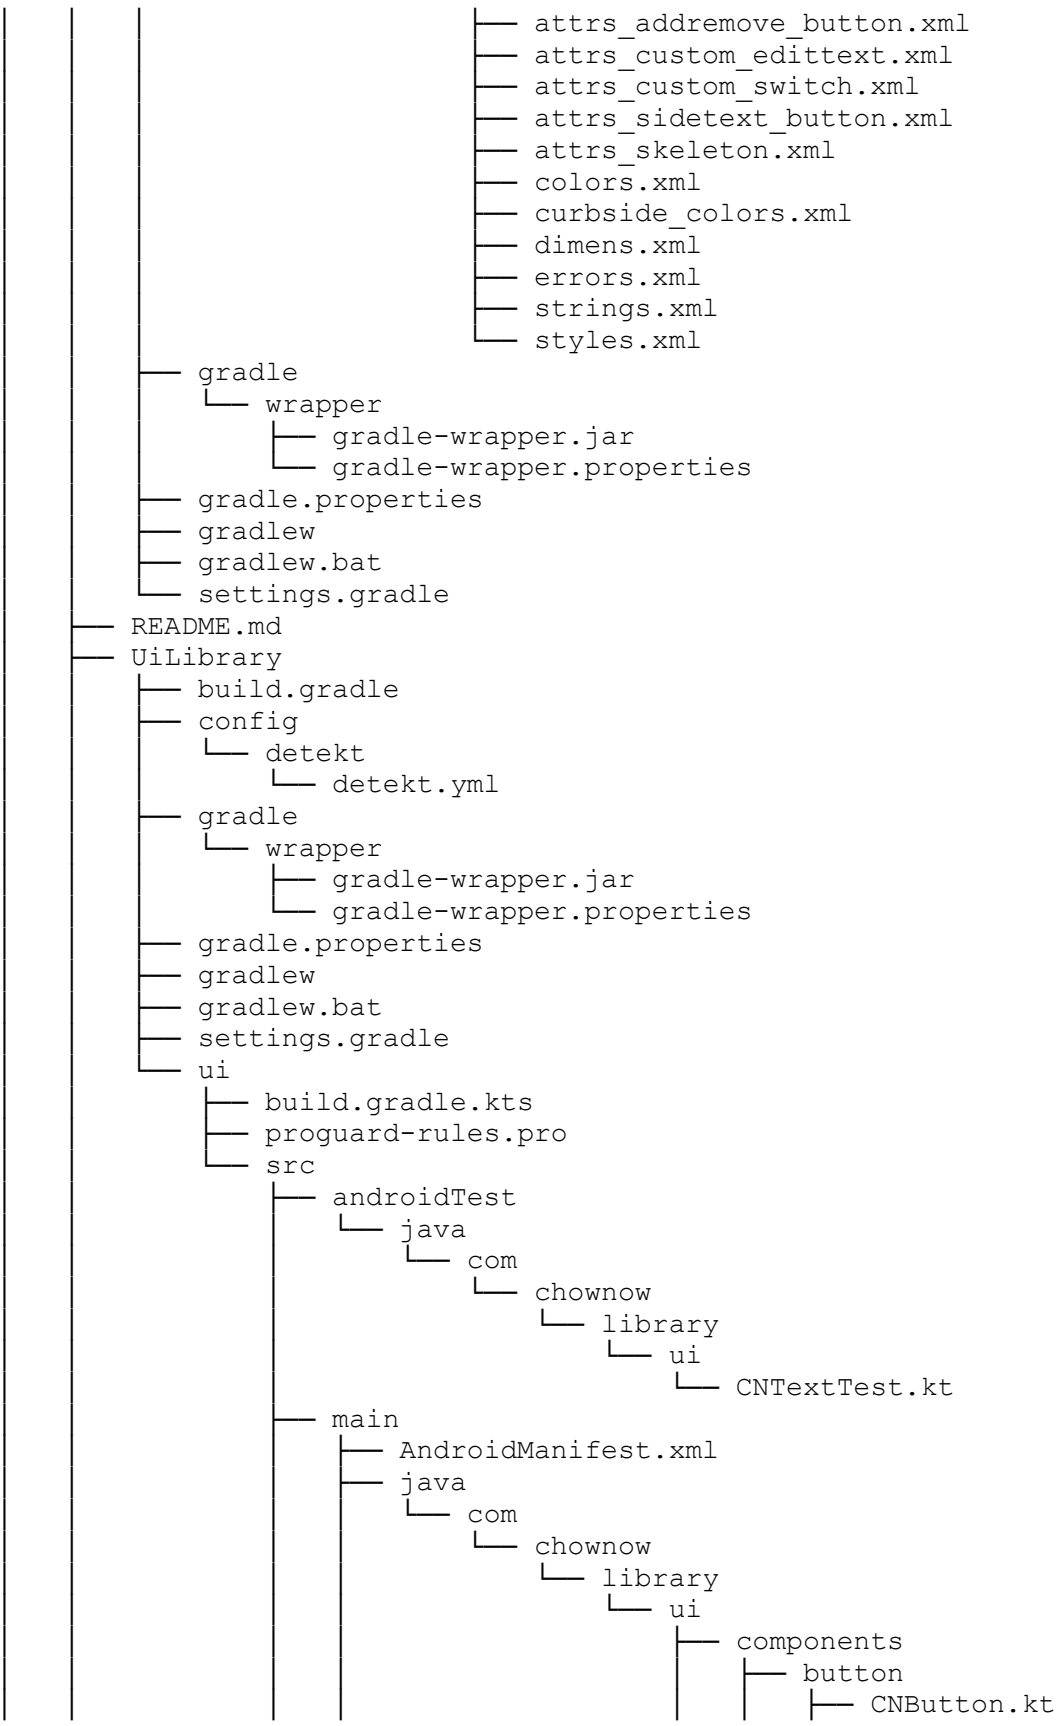 │   │   │                   ├── attrs_addremove_button.xml
│   │   │                   ├── attrs_custom_edittext.xml
│   │   │                   ├── attrs_custom_switch.xml
│   │   │                   ├── attrs_sidetext_button.xml
│   │   │                   ├── attrs_skeleton.xml
│   │   │                   ├── colors.xml
│   │   │                   ├── curbside_colors.xml
│   │   │                   ├── dimens.xml
│   │   │                   ├── errors.xml
│   │   │                   ├── strings.xml
│   │   │                   └── styles.xml
│   │   ├── gradle
│   │   │   └── wrapper
│   │   │       ├── gradle-wrapper.jar
│   │   │       └── gradle-wrapper.properties
│   │   ├── gradle.properties
│   │   ├── gradlew
│   │   ├── gradlew.bat
│   │   └── settings.gradle
│   ├── README.md
│   ├── UiLibrary
│   │   ├── build.gradle
│   │   ├── config
│   │   │   └── detekt
│   │   │       └── detekt.yml
│   │   ├── gradle
│   │   │   └── wrapper
│   │   │       ├── gradle-wrapper.jar
│   │   │       └── gradle-wrapper.properties
│   │   ├── gradle.properties
│   │   ├── gradlew
│   │   ├── gradlew.bat
│   │   ├── settings.gradle
│   │   └── ui
│   │       ├── build.gradle.kts
│   │       ├── proguard-rules.pro
│   │       └── src
│   │           ├── androidTest
│   │           │   └── java
│   │           │       └── com
│   │           │           └── chownow
│   │           │               └── library
│   │           │                   └── ui
│   │           │                       └── CNTextTest.kt
│   │           ├── main
│   │           │   ├── AndroidManifest.xml
│   │           │   ├── java
│   │           │   │   └── com
│   │           │   │       └── chownow
│   │           │   │           └── library
│   │           │   │               └── ui
│   │           │   │                   ├── components
│   │           │   │                   │   ├── button
│   │           │   │                   │   │   ├── CNButton.kt